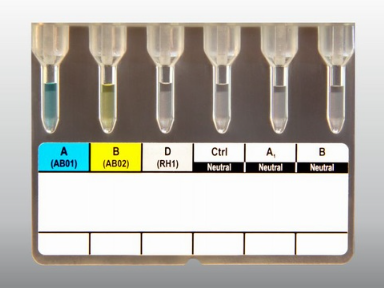 A B D Ctrl A₁ B
(AB01) (AB02) (RH1) Neutral Neutral Neutral